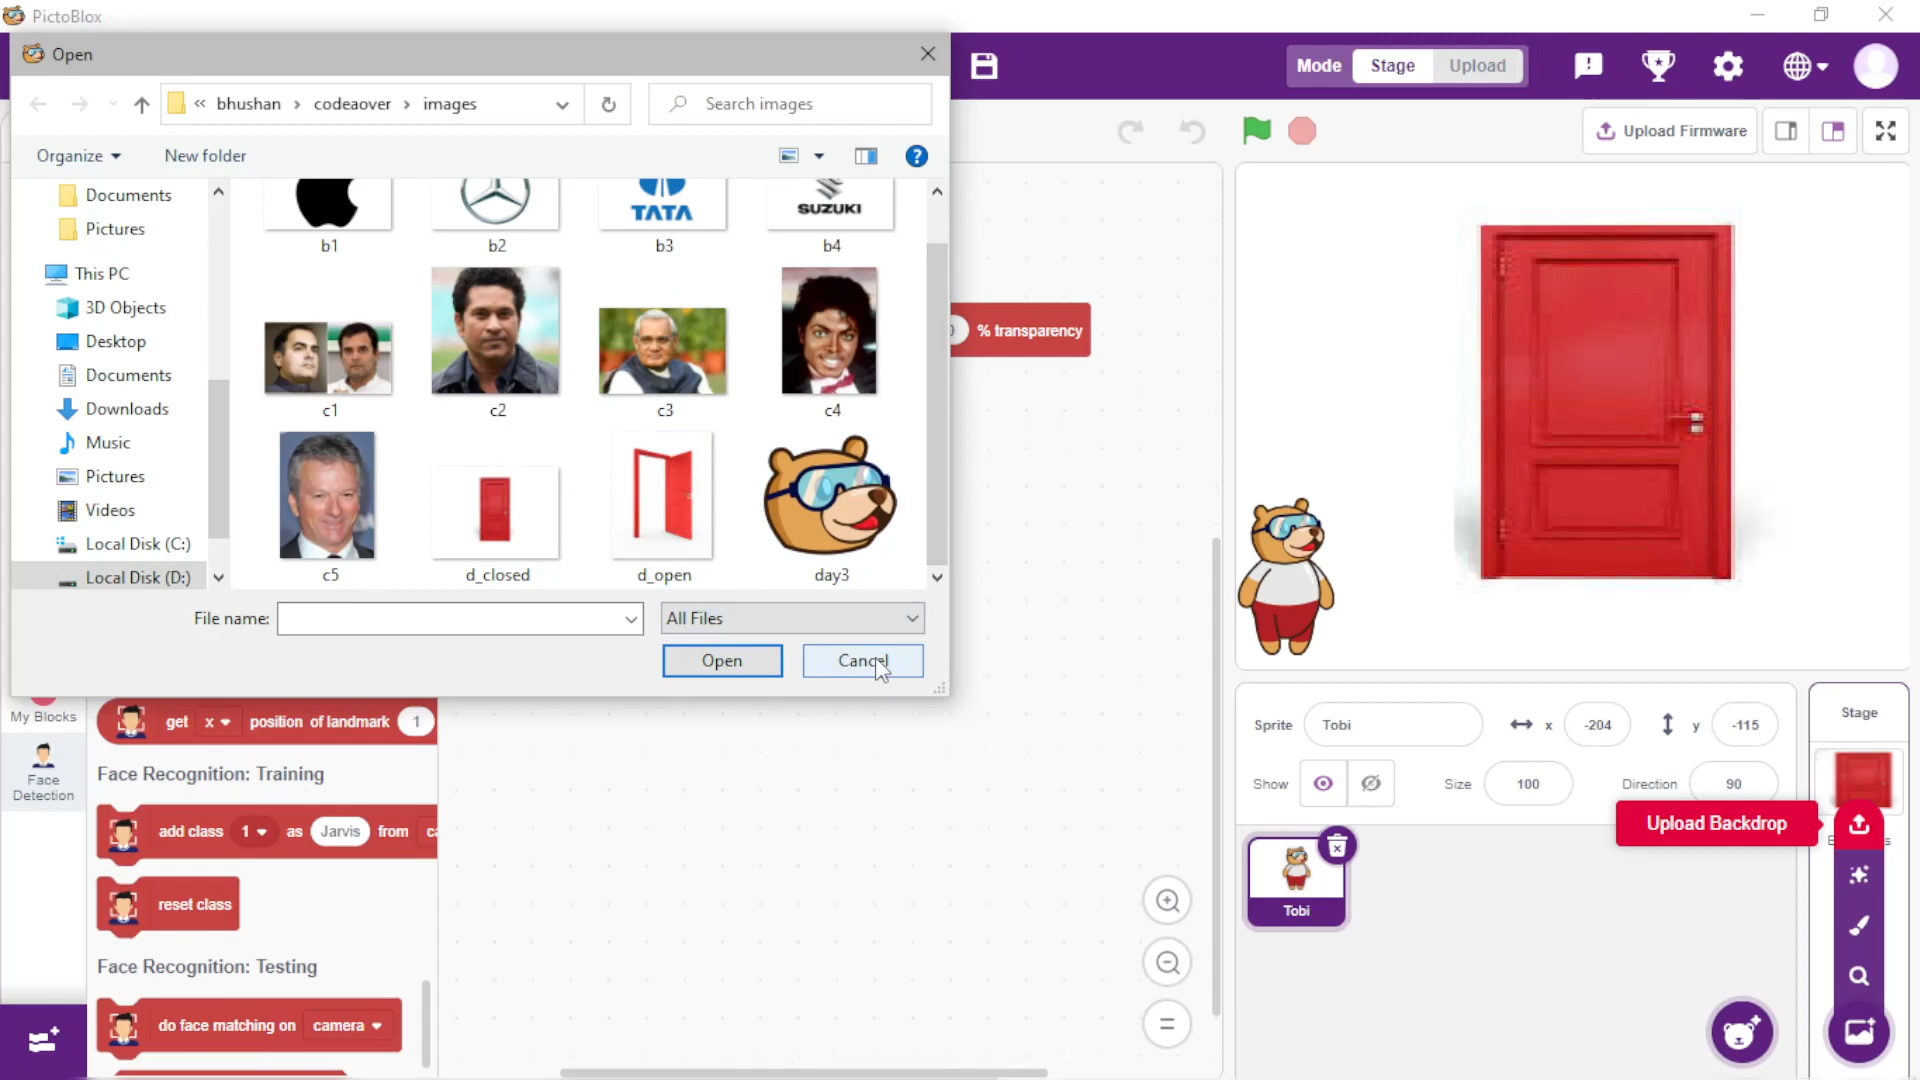 PictoBlox
Open
Mode
Stage
Upload
« bhushan › codeaover › images
Search images
Organize
New folder
Upload Firmware
Documents
Pictures
This PC
3D Objects
Desktop
Documents
Downloads
Music
Pictures
Videos
Local Disk (C:)
Local Disk (D:)
TATA
SUZUKI
b1
b2
b3
b4
c1
c2
c3
c4
c5
d_closed
d_open
day3
% transparency
File name:
All Files
Open
Cancel
My Blocks
Face
Detection
get x position of landmark 1
Face Recognition: Training
add class 1 as Jarvis from
reset class
Face Recognition: Testing
do face matching on camera
Sprite
Tobi
x
-204
y
-115
Show
Size
100
Direction
90
Stage
Upload Backdrop
Tobi